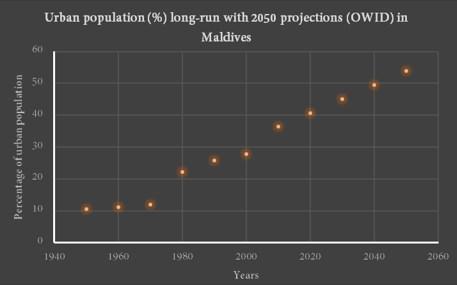 Urban population (%) long-run with 2050 projections (OWID) in
Maldives
Percentage of urban population
60
50
40
30
20
10
0
1940 1960 1980 2000 2020 2040 2060
Years